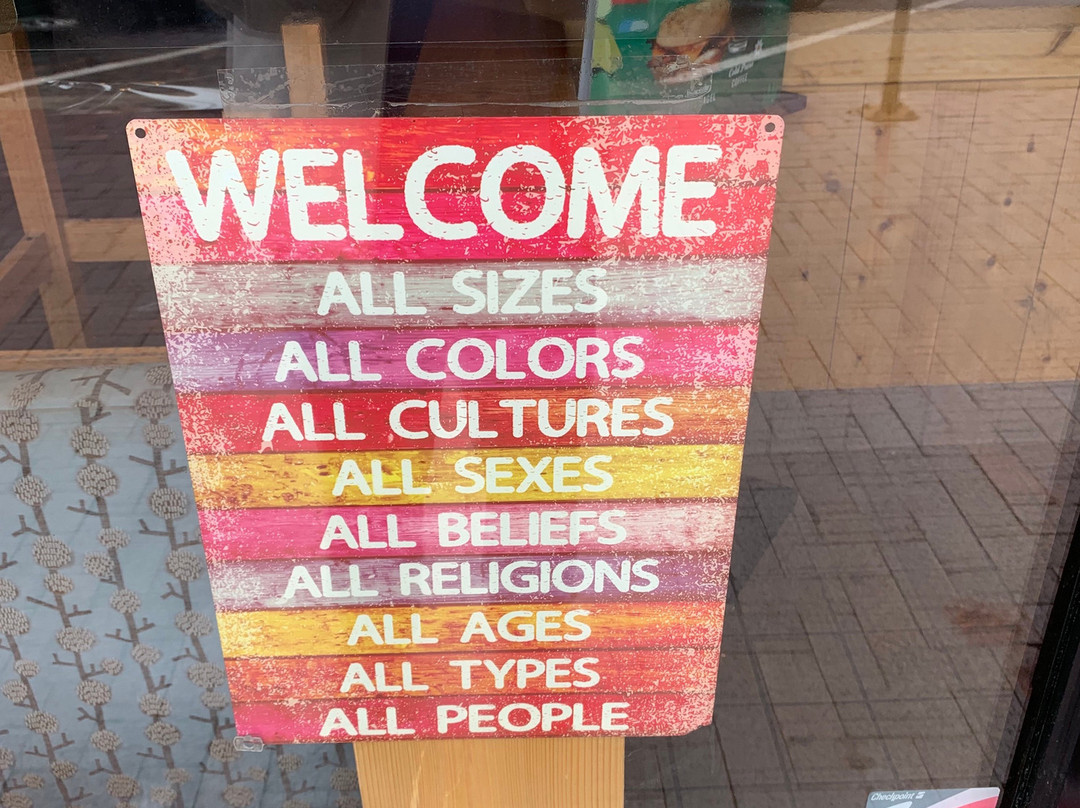 WELCOME
ALL SIZES
ALL COLORS
ALL CULTURES
ALL SEXES
ALL BELIEFS
ALL RELIGIONS
ALL AGES
ALL TYPES
ALL PEOPLE
Checkpoint